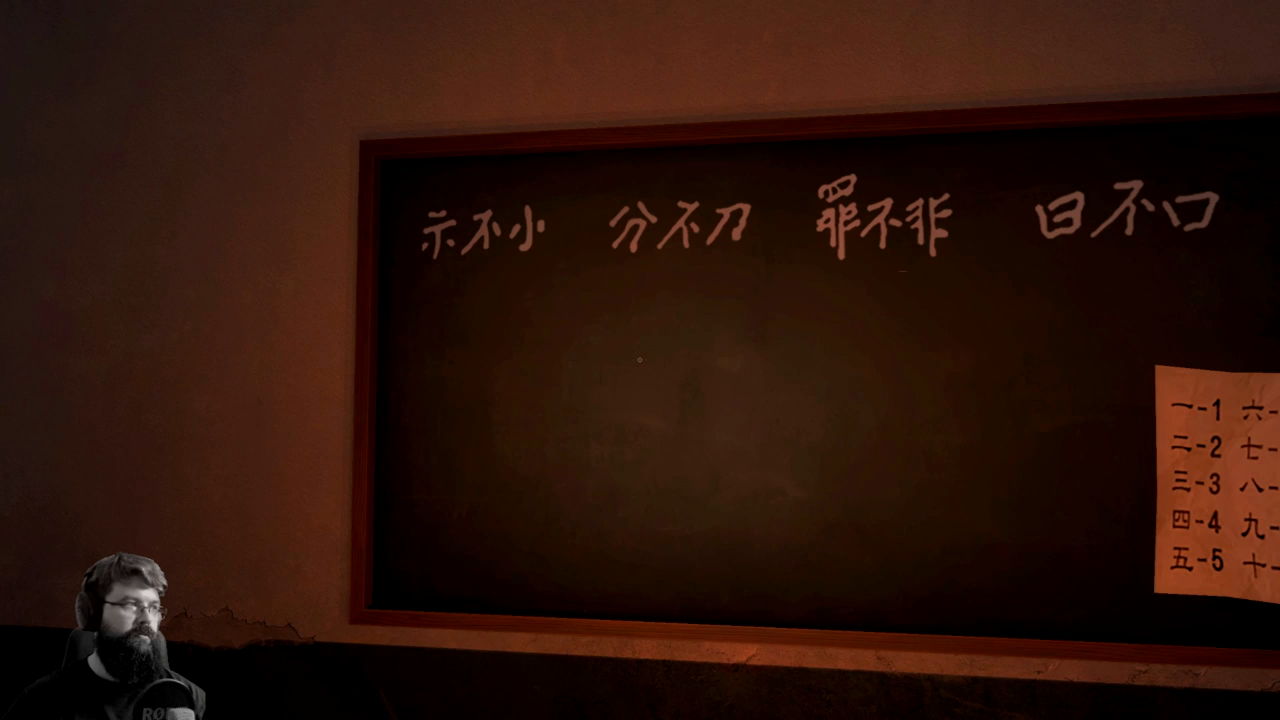 示不小 分不刀 罪不非 日不口
一-1 六-
二-2 七-
三-3 八-
四-4 九-
五-5 十-